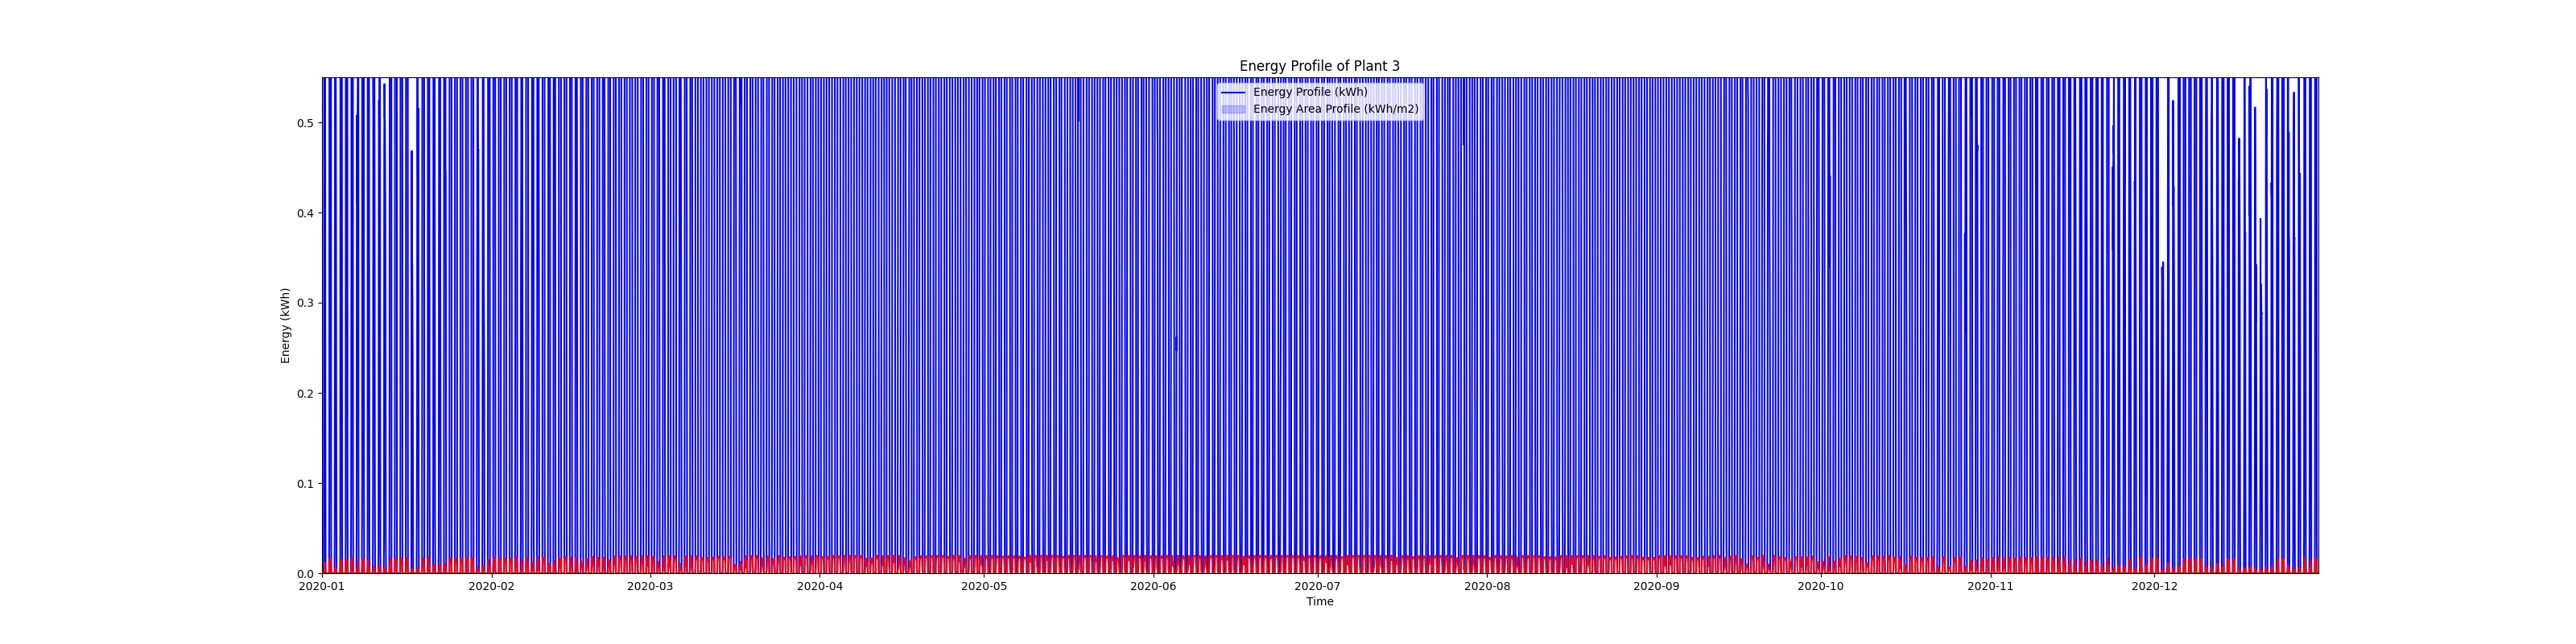 Energy Profile of Plant 3
Energy Profile (kWh)
Energy Area Profile (kWh/m2)
Energy (kWh)
0.5
0.4
0.3
0.2
0.1
0.0
2020-01 2020-02 2020-03 2020-04 2020-05 2020-06 2020-07 2020-08 2020-09 2020-10 2020-11 2020-12
Time